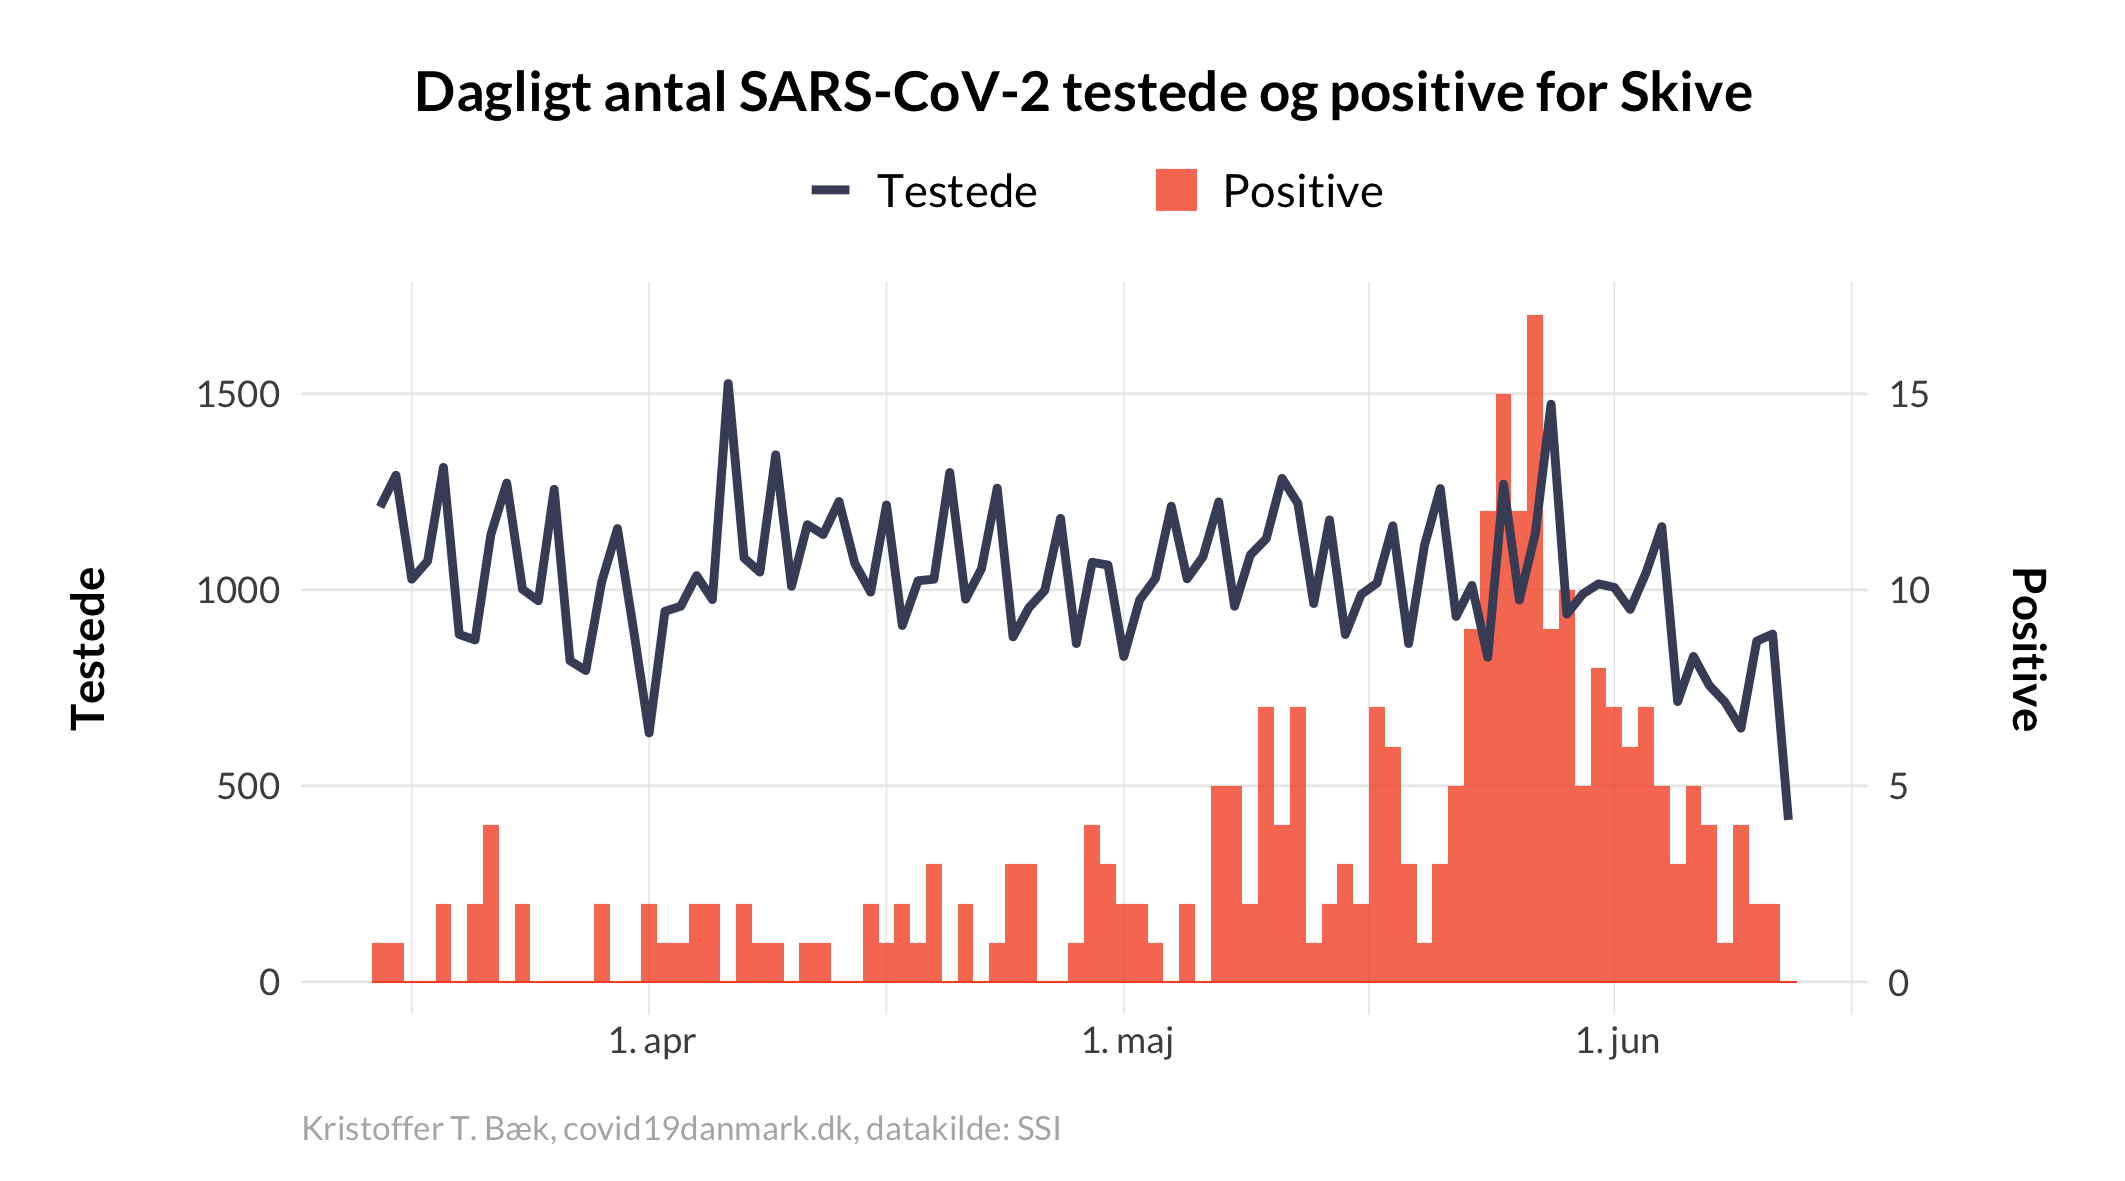 Dagligt antal SARS-CoV-2 testede og positive for Skive
Testede
Positive
Testede
1500
1000
500
0
15
10
5
0
Positive
1. apr
1. maj
1. jun
Kristoffer T. Bæk, covid19danmark.dk, datakilde: SSI